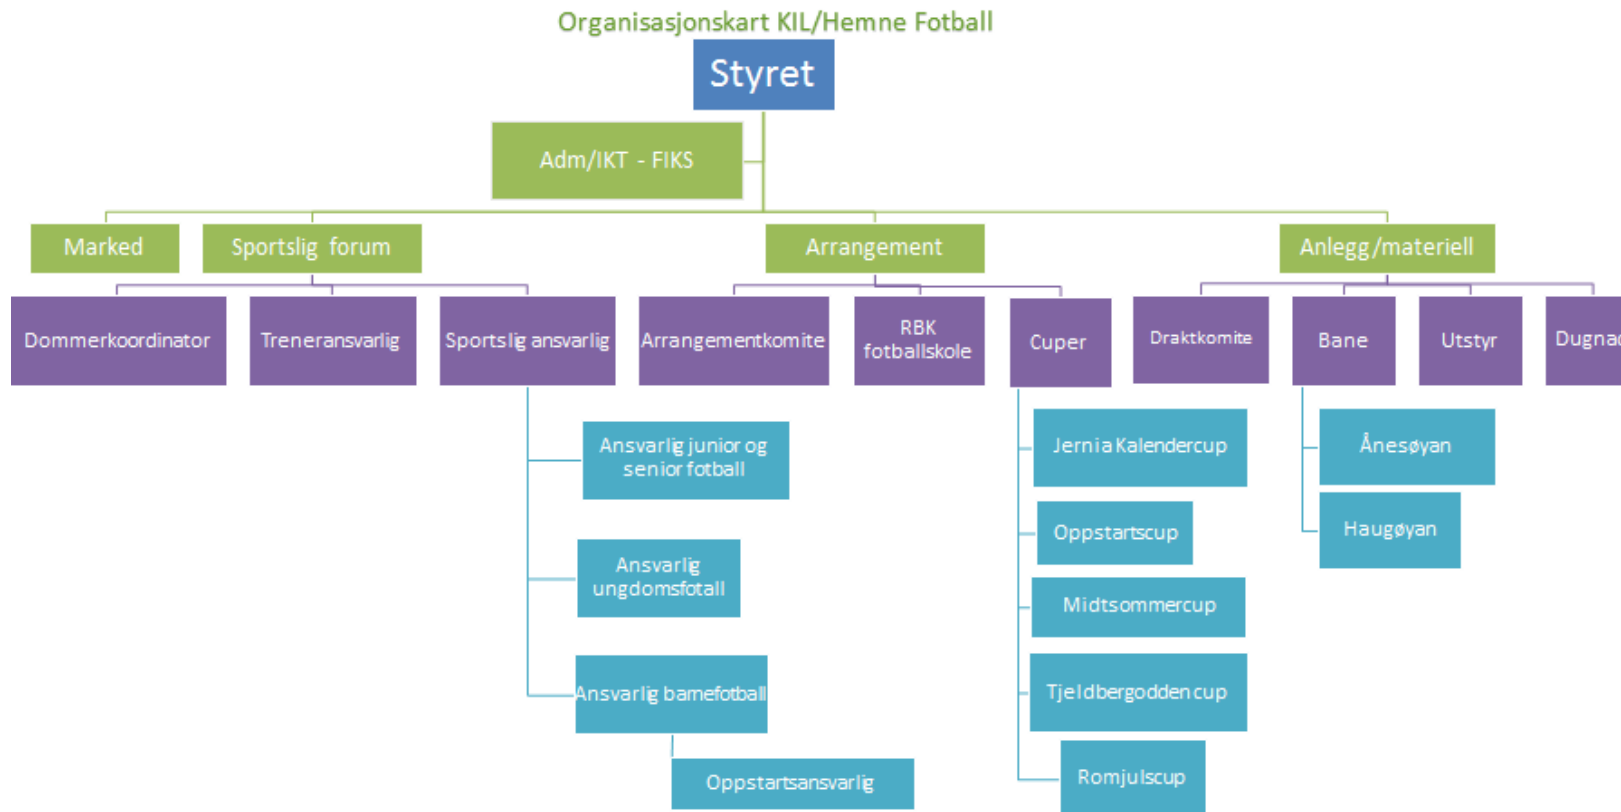 Organisasjonskart KIL/Hemne Fotball
Styret
Adm/IKT - FIKS
Marked
Sportslig forum
Arrangement
Anlegg/materiell
Dommerkoordinator
Treneransvarlig
Sportslig ansvarlig
Arrangementkomite
RBK
fotballskole
Cuper
Draktkomite
Bane
Utstyr
Dugnad
Ansvarlig junior og
senior fotball
Ansvarlig
ungdomsfotall
Ansvarlig barnefotball
Oppstartsansvarlig
Jernia Kalendercup
Oppstartscup
Midtsommercup
Tjeldbergodden cup
Romjulscup
Ånesøyan
Haugøyan